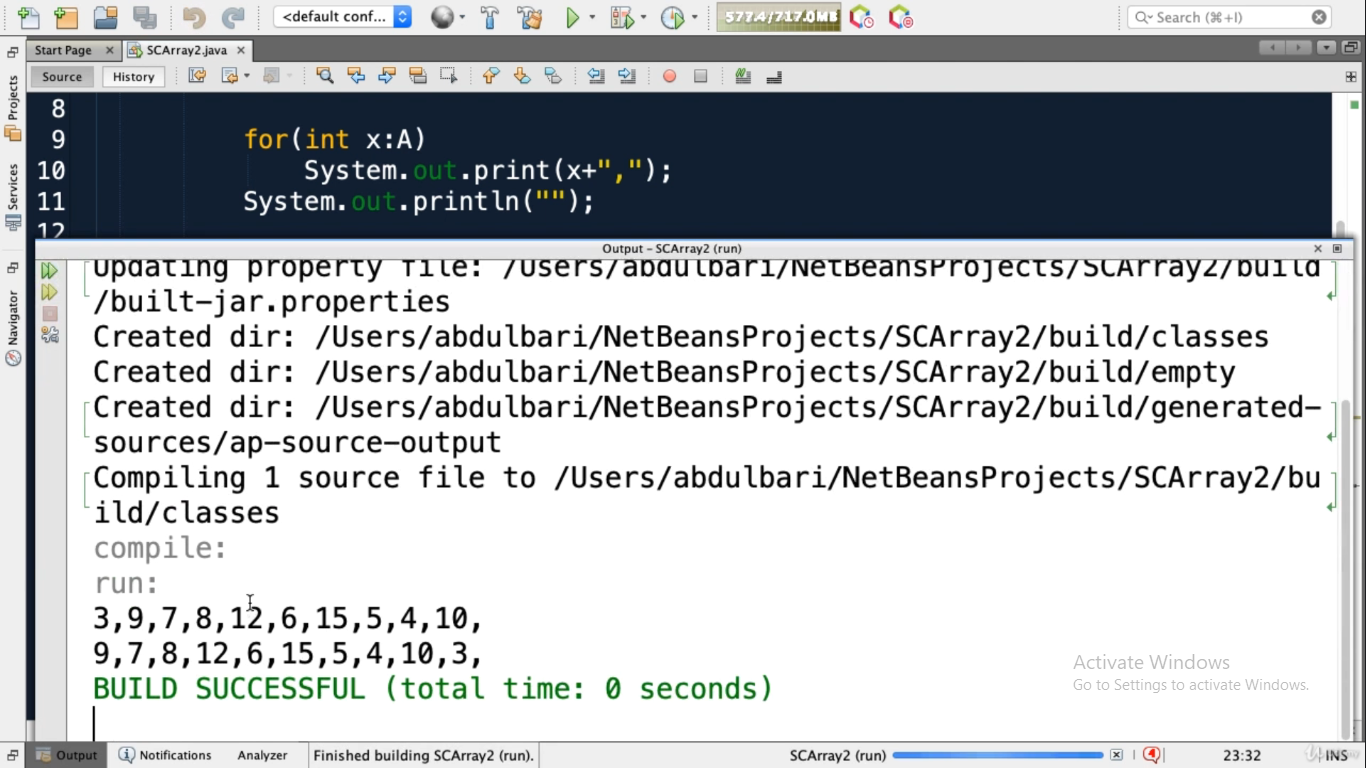 <default conf...
577.4/717.0MB
Search (⌘+I)
Start Page
SCArray2.java
Source
History
Projects
Services
Navigator
8
9 for(int x:A)
10 System.out.print(x+",");
11 System.out.println("");
12
Output - SCArray2 (run)
Updating property file: /Users/abdulbari/NetBeansProjects/SCArray2/build
/built-jar.properties
Created dir: /Users/abdulbari/NetBeansProjects/SCArray2/build/classes
Created dir: /Users/abdulbari/NetBeansProjects/SCArray2/build/empty
Created dir: /Users/abdulbari/NetBeansProjects/SCArray2/build/generated-
sources/ap-source-output
Compiling 1 source file to /Users/abdulbari/NetBeansProjects/SCArray2/bu
ild/classes
compile:
run:
3,9,7,8,12,6,15,5,4,10,
9,7,8,12,6,15,5,4,10,3,
BUILD SUCCESSFUL (total time: 0 seconds)
Activate Windows
Go to Settings to activate Windows.
Output
Notifications
Analyzer
Finished building SCArray2 (run).
SCArray2 (run)
23:32
INS